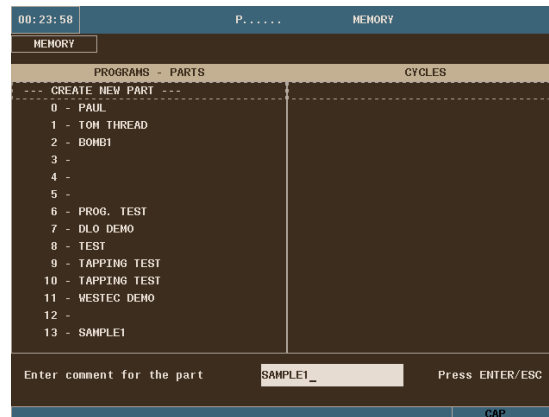 00:23:58 P...... MEMORY
MEMORY
PROGRAMS - PARTS CYCLES
--- CREATE NEW PART ---
0 - PAUL
1 - TOM THREAD
2 - BOMB1
3 -
4 -
5 -
6 - PROG. TEST
7 - DLO DEMO
8 - TEST
9 - TAPPING TEST
10 - TAPPING TEST
11 - WESTEC DEMO
12 -
13 - SAMPLE1
Enter comment for the part SAMPLE1_ Press ENTER/ESC
CAP